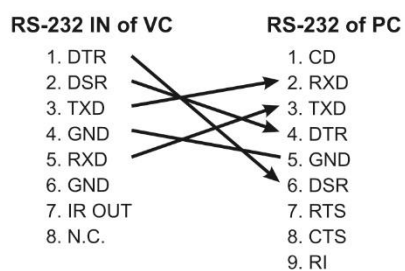 RS-232 IN of VC
1. DTR
2. DSR
3. TXD
4. GND
5. RXD
6. GND
7. IR OUT
8. N.C.
RS-232 of PC
1. CD
2. RXD
3. TXD
4. DTR
5. GND
6. DSR
7. RTS
8. CTS
9. RI